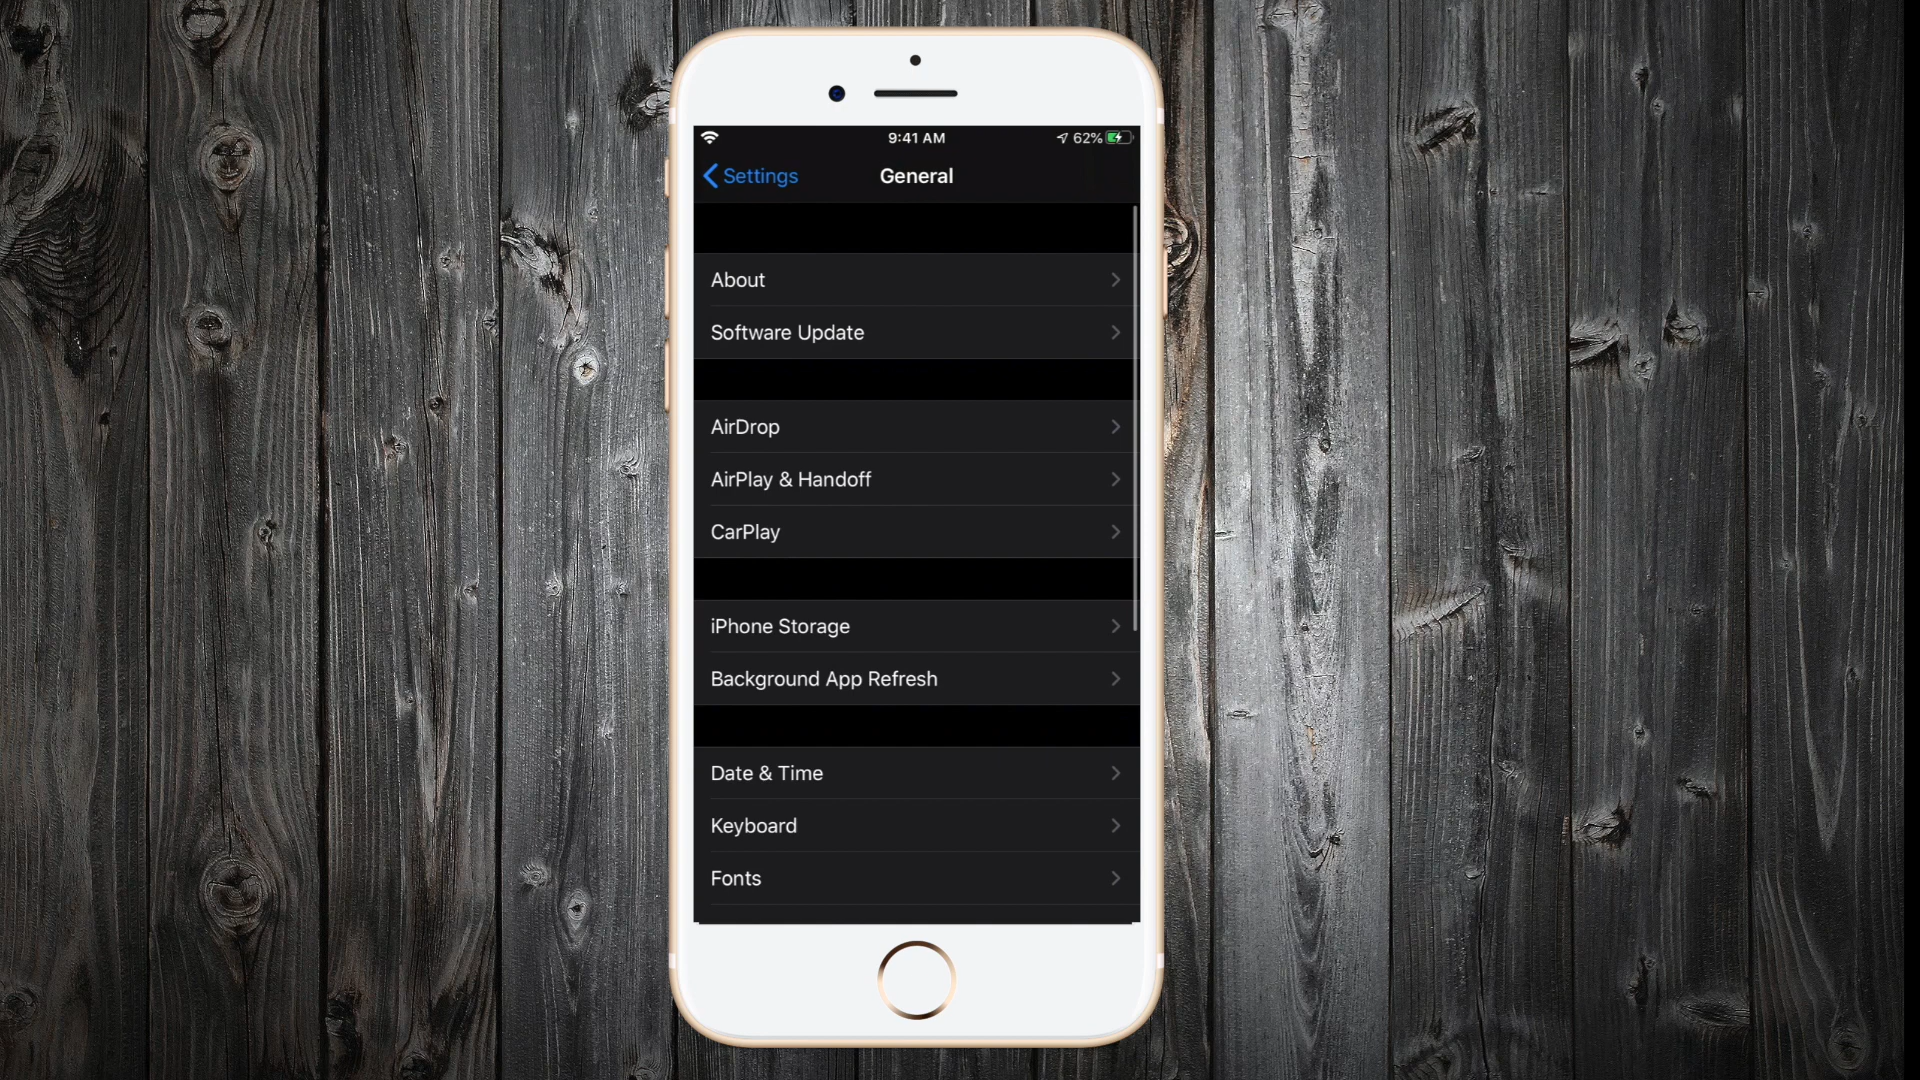 9:41 AM 62%
Settings General
About
Software Update
AirDrop
AirPlay & Handoff
CarPlay
iPhone Storage
Background App Refresh
Date & Time
Keyboard
Fonts